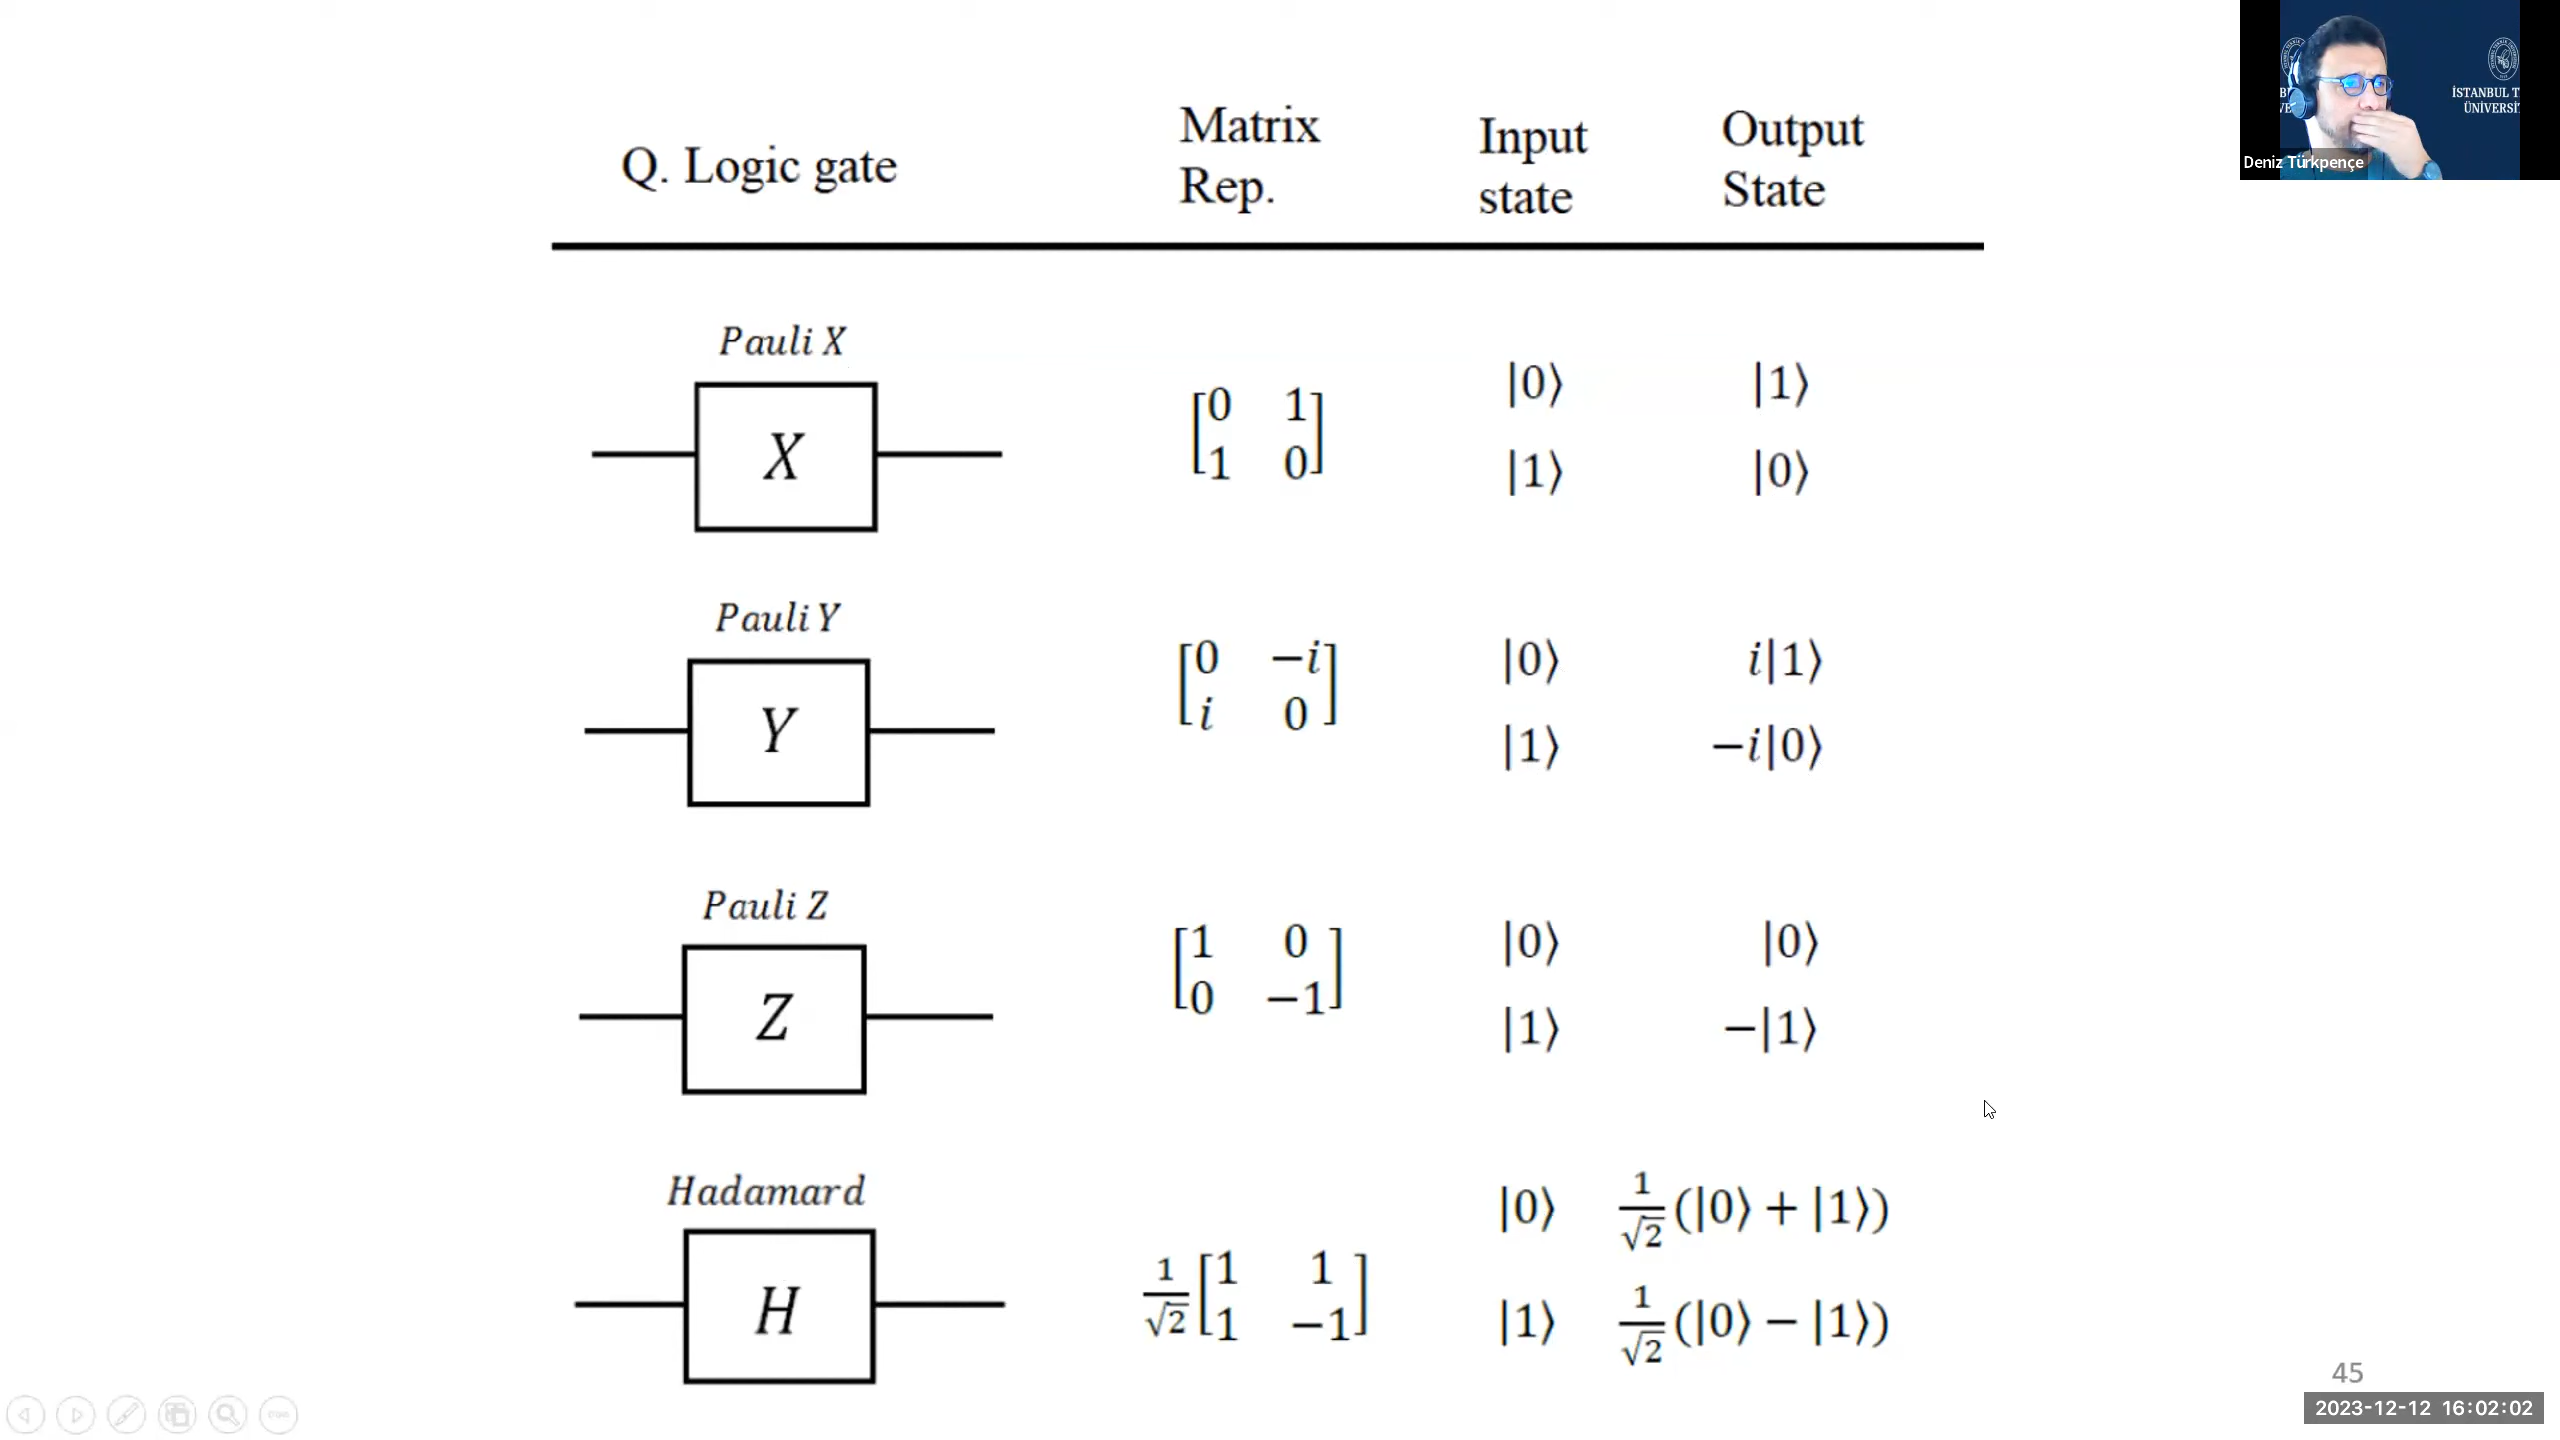 Q. Logic gate
Matrix
Rep.
Input
state
Output
State
Pauli X
X
[0 1]
[1 0]
|0⟩ |1⟩
|1⟩ |0⟩
Pauli Y
Y
[0 −i]
[i 0]
|0⟩ i|1⟩
|1⟩ −i|0⟩
Pauli Z
Z
[1 0]
[0 −1]
|0⟩ |0⟩
|1⟩ −|1⟩
Hadamard
H
1/√2 [1 1]
[1 −1]
|0⟩ 1/√2 (|0⟩ + |1⟩)
|1⟩ 1/√2 (|0⟩ − |1⟩)
45
2023-12-12 16:02:02
Deniz Türkpençe
İSTANBUL T
ÜNİVERSİ